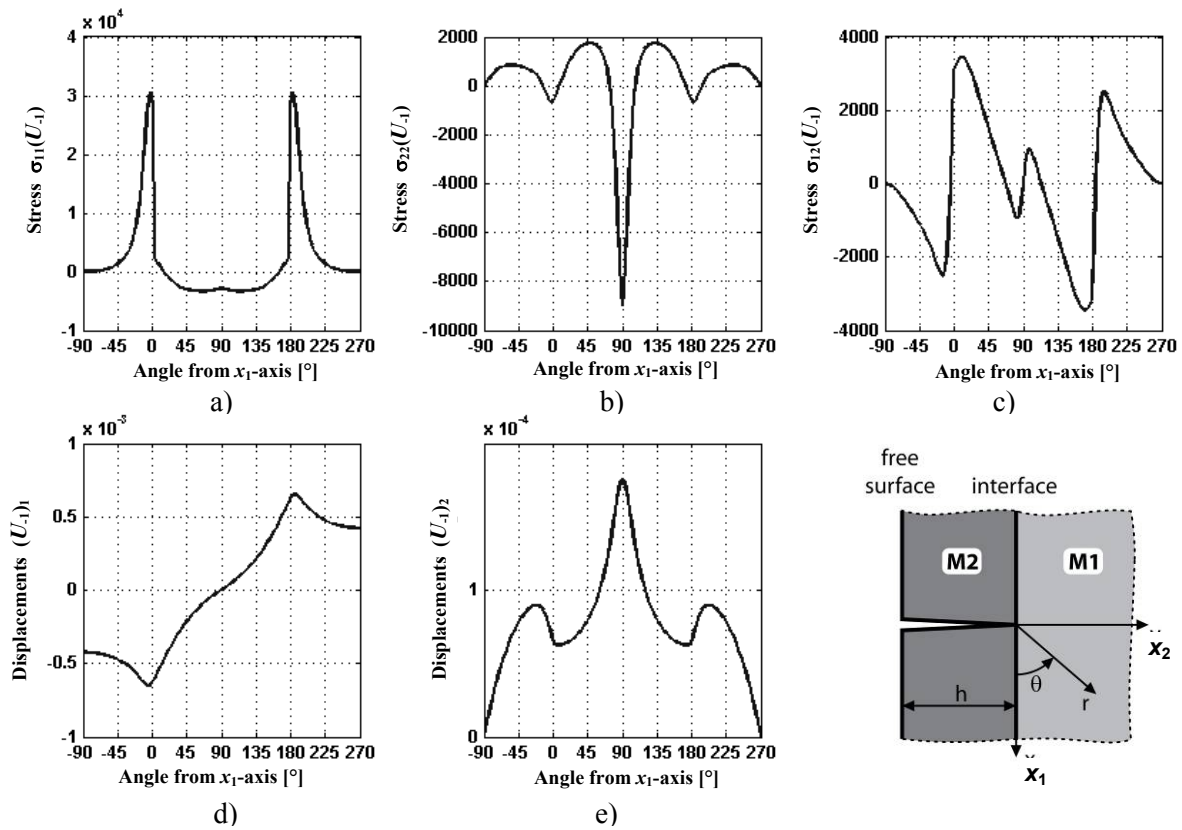 x 10⁴
Stress σ₁₁(U₋₁)
4
3
2
1
0
-1
-90 -45 0 45 90 135 180 225 270
Angle from x₁-axis [°]
a)
Stress σ₂₂(U₋₁)
2000
0
-2000
-4000
-6000
-8000
-10000
-90 -45 0 45 90 135 180 225 270
Angle from x₁-axis [°]
b)
Stress σ₁₂(U₋₁)
4000
2000
0
-2000
-4000
-90 -45 0 45 90 135 180 225 270
Angle from x₁-axis [°]
c)
x 10⁻³
Displacements (U₋₁)₁
1
0.5
0
-0.5
-1
-90 -45 0 45 90 135 180 225 270
Angle from x₁-axis [°]
d)
x 10⁻⁴
Displacements (U₋₁)₂
2
1
0
-90 -45 0 45 90 135 180 225 270
Angle from x₁-axis [°]
e)
free
surface
interface
M2
M1
x₂
θ
h
r
x₁